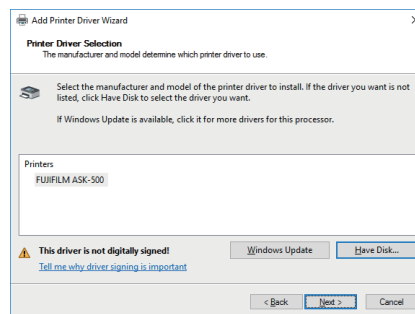 Add Printer Driver Wizard
Printer Driver Selection
The manufacturer and model determine which printer driver to use.
Select the manufacturer and model of the printer driver to install. If the driver you want is not
listed, click Have Disk to select the driver you want.
If Windows Update is available, click it for more drivers for this processor.
Printers
FUJIFILM ASK-500
This driver is not digitally signed!
Windows Update
Have Disk...
Tell me why driver signing is important
< Back
Next >
Cancel